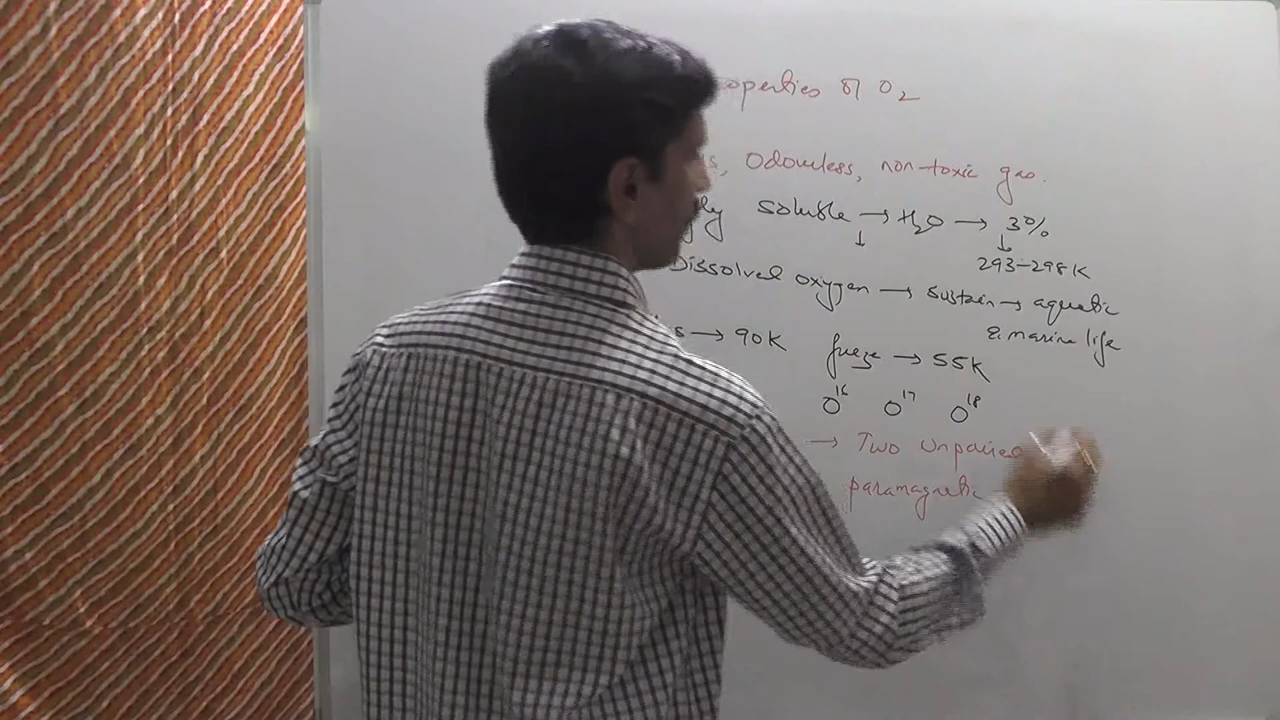 operties of O₂
s, Odourless, non-toxic gas.
ly soluble → H₂O → 3%
↓ ↓
293–298K
Dissolved oxygen → Sustain → aquatic
& marine life
s → 90K freeze → 55K
O¹⁶ O¹⁷ O¹⁸
→ Two unpaired
paramagnetic